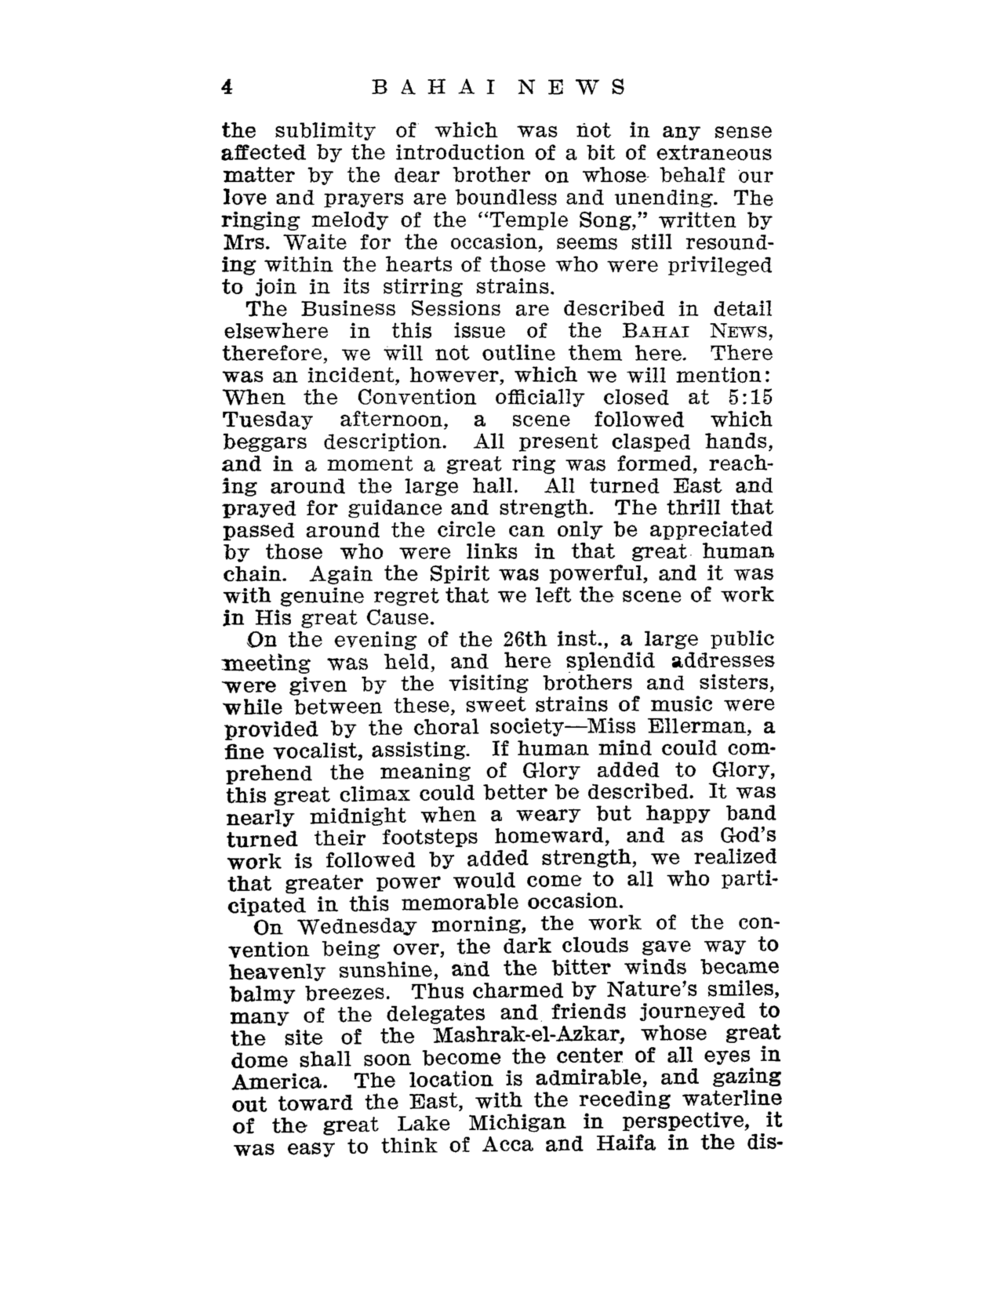 4 BAHAI NEWS
the sublimity of which was not in any sense
affected by the introduction of a bit of extraneous
matter by the dear brother on whose behalf our
love and prayers are boundless and unending. The
ringing melody of the “Temple Song,” written by
Mrs. Waite for the occasion, seems still resound-
ing within the hearts of those who were privileged
to join in its stirring strains.
The Business Sessions are described in detail
elsewhere in this issue of the BAHAI NEWS,
therefore, we will not outline them here. There
was an incident, however, which we will mention:
When the Convention officially closed at 5:15
Tuesday afternoon, a scene followed which
beggars description. All present clasped hands,
and in a moment a great ring was formed, reach-
ing around the large hall. All turned East and
prayed for guidance and strength. The thrill that
passed around the circle can only be appreciated
by those who were links in that great human
chain. Again the Spirit was powerful, and it was
with genuine regret that we left the scene of work
in His great Cause.
On the evening of the 26th inst., a large public
meeting was held, and here splendid addresses
were given by the visiting brothers and sisters,
while between these, sweet strains of music were
provided by the choral society—Miss Ellerman, a
fine vocalist, assisting. If human mind could com-
prehend the meaning of Glory added to Glory,
this great climax could better be described. It was
nearly midnight when a weary but happy band
turned their footsteps homeward, and as God’s
work is followed by added strength, we realized
that greater power would come to all who parti-
cipated in this memorable occasion.
On Wednesday morning, the work of the con-
vention being over, the dark clouds gave way to
heavenly sunshine, and the bitter winds became
balmy breezes. Thus charmed by Nature’s smiles,
many of the delegates and friends journeyed to
the site of the Mashrak-el-Azkar, whose great
dome shall soon become the center of all eyes in
America. The location is admirable, and gazing
out toward the East, with the receding waterline
of the great Lake Michigan in perspective, it
was easy to think of Acca and Haifa in the dis-